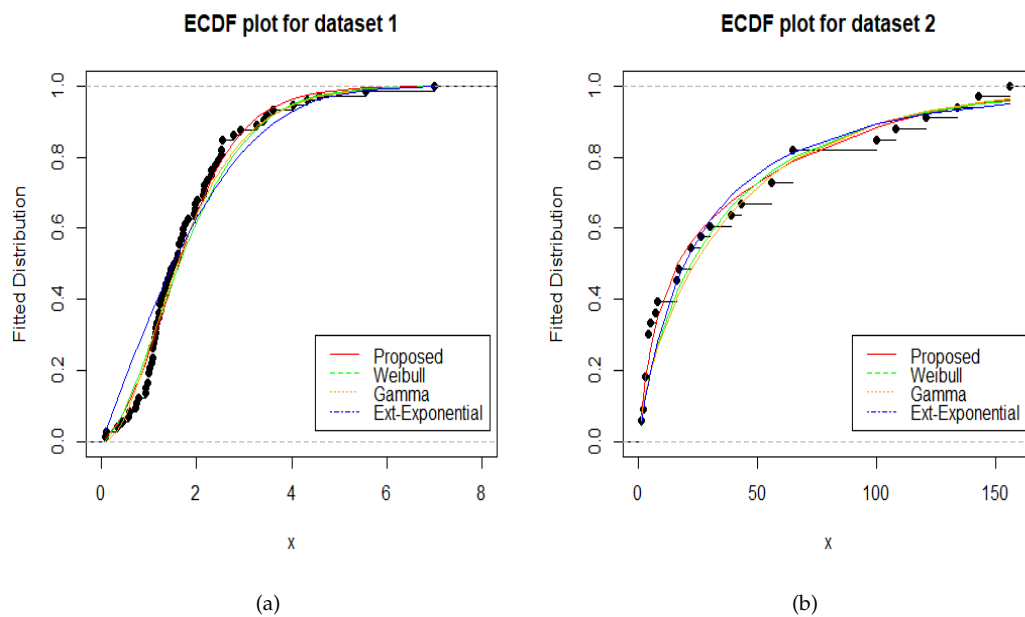 ECDF plot for dataset 1
Fitted Distribution
0.0 0.2 0.4 0.6 0.8 1.0
Proposed
Weibull
Gamma
Ext-Exponential
0 2 4 6 8
x
(a)
ECDF plot for dataset 2
Fitted Distribution
0.0 0.2 0.4 0.6 0.8 1.0
Proposed
Weibull
Gamma
Ext-Exponential
0 50 100 150
x
(b)